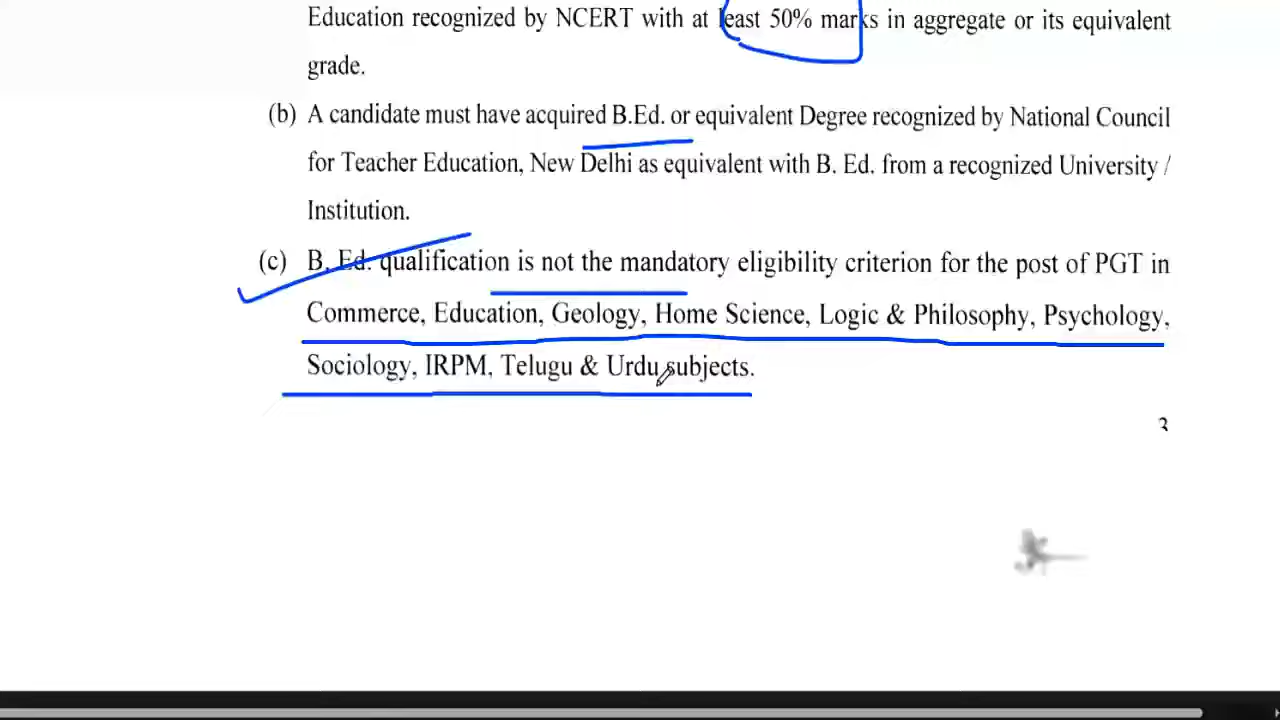 Education recognized by NCERT with at least 50% marks in aggregate or its equivalent
grade.
(b) A candidate must have acquired B.Ed. or equivalent Degree recognized by National Council
for Teacher Education, New Delhi as equivalent with B. Ed. from a recognized University /
Institution.
(c) B. Ed. qualification is not the mandatory eligibility criterion for the post of PGT in
Commerce, Education, Geology, Home Science, Logic & Philosophy, Psychology,
Sociology, IRPM, Telugu & Urdu subjects.
3